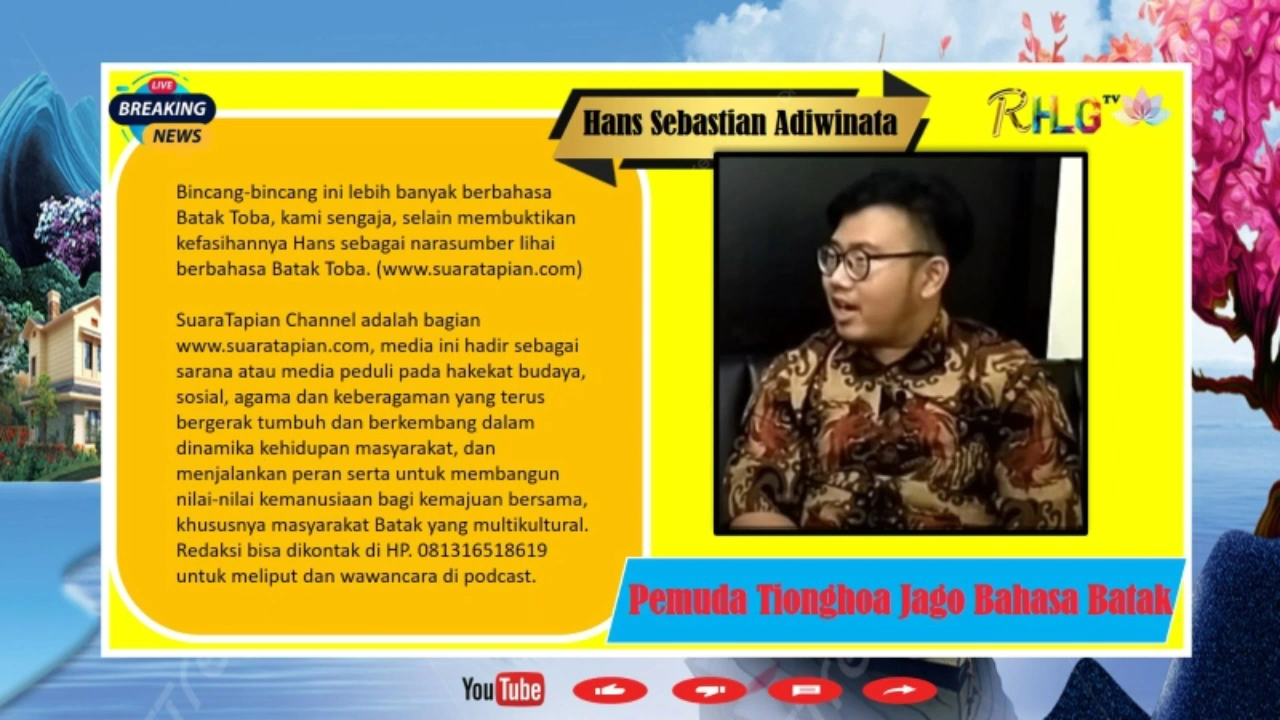 LIVE
BREAKING
NEWS
Hans Sebastian Adiwinata
RHLG TV
Bincang-bincang ini lebih banyak berbahasa
Batak Toba, kami sengaja, selain membuktikan
kefasihannya Hans sebagai narasumber lihai
berbahasa Batak Toba. (www.suaratapian.com)
SuaraTapian Channel adalah bagian
www.suaratapian.com, media ini hadir sebagai
sarana atau media peduli pada hakekat budaya,
sosial, agama dan keberagaman yang terus
bergerak tumbuh dan berkembang dalam
dinamika kehidupan masyarakat, dan
menjalankan peran serta untuk membangun
nilai-nilai kemanusiaan bagi kemajuan bersama,
khususnya masyarakat Batak yang multikultural.
Redaksi bisa dikontak di HP. 081316518619
untuk meliput dan wawancara di podcast.
Pemuda Tionghoa Jago Bahasa Batak
YouTube